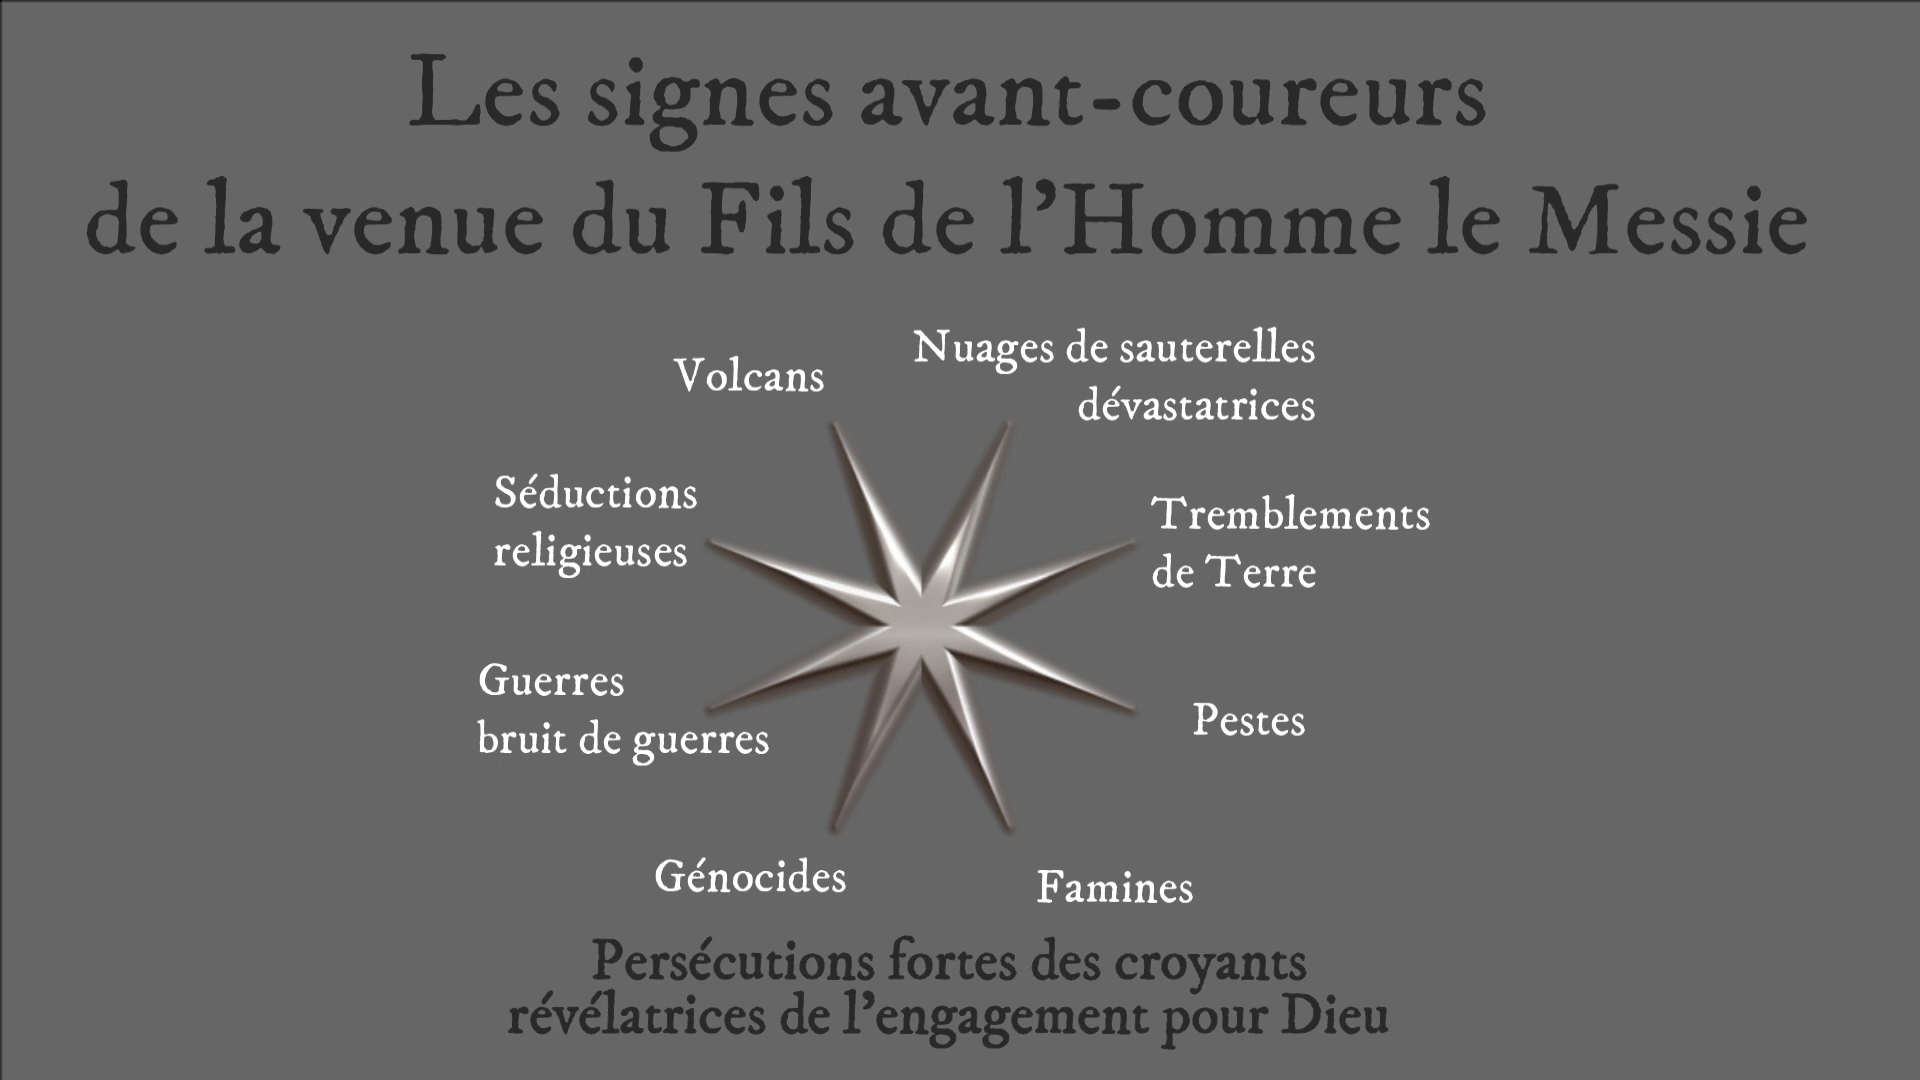 Les signes avant-coureurs
de la venue du Fils de l'Homme le Messie
Volcans
Nuages de sauterelles
dévastatrices
Séductions
religieuses
Tremblements
de Terre
Guerres
bruit de guerres
Pestes
Génocides
Famines
Persécutions fortes des croyants
révélatrices de l'engagement pour Dieu